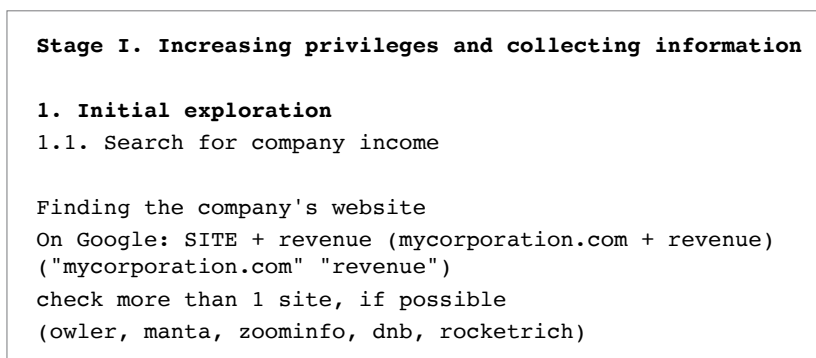 Stage I. Increasing privileges and collecting information
1. Initial exploration
1.1. Search for company income
Finding the company's website
On Google: SITE + revenue (mycorporation.com + revenue)
("mycorporation.com" "revenue")
check more than 1 site, if possible
(owler, manta, zoominfo, dnb, rocketrich)